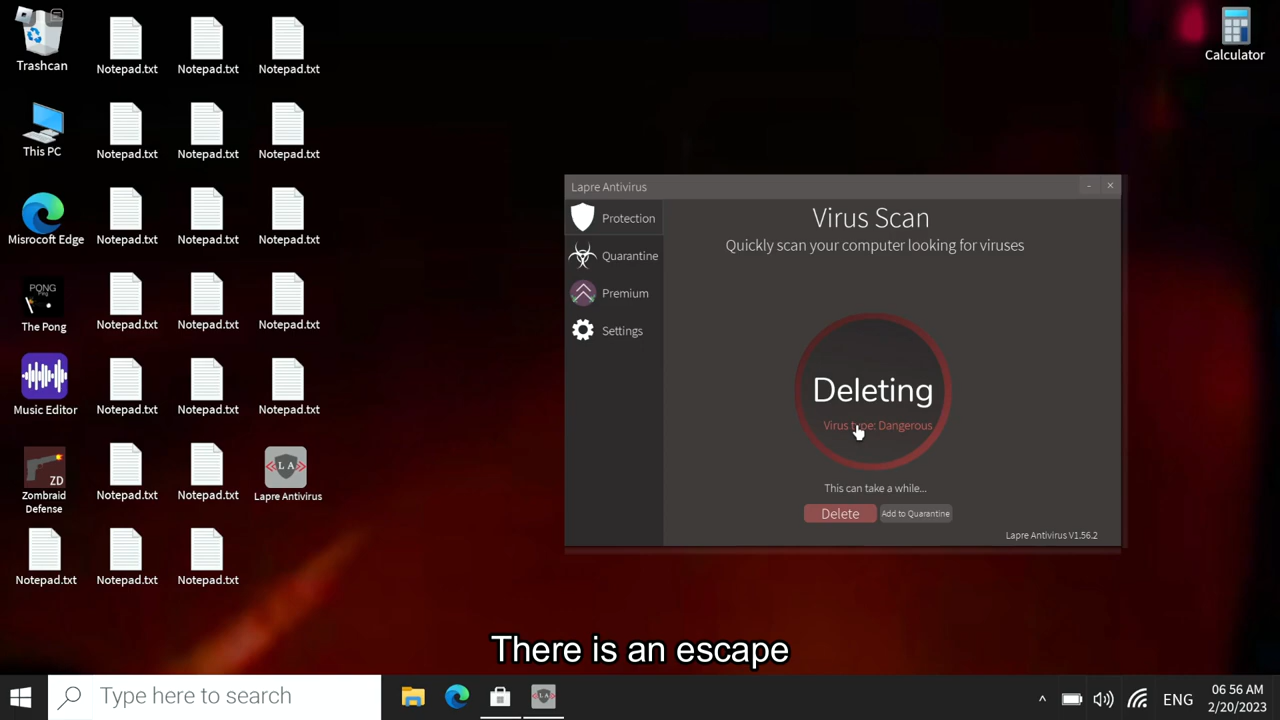 Trashcan
Notepad.txt
Notepad.txt
Notepad.txt
Calculator
This PC
Notepad.txt
Notepad.txt
Notepad.txt
Misrocoft Edge
Notepad.txt
Notepad.txt
Notepad.txt
PONG
The Pong
Notepad.txt
Notepad.txt
Notepad.txt
Music Editor
Notepad.txt
Notepad.txt
Notepad.txt
ZD
Zombraid
Defense
Notepad.txt
Notepad.txt
L A
Lapre Antivirus
Notepad.txt
Notepad.txt
Notepad.txt
Lapre Antivirus
Protection
Quarantine
Premium
Settings
Virus Scan
Quickly scan your computer looking for viruses
Deleting
Virus type: Dangerous
This can take a while...
Delete
Add to Quarantine
Lapre Antivirus V1.56.2
There is an escape
Type here to search
L A
ENG
06:56 AM
2/20/2023